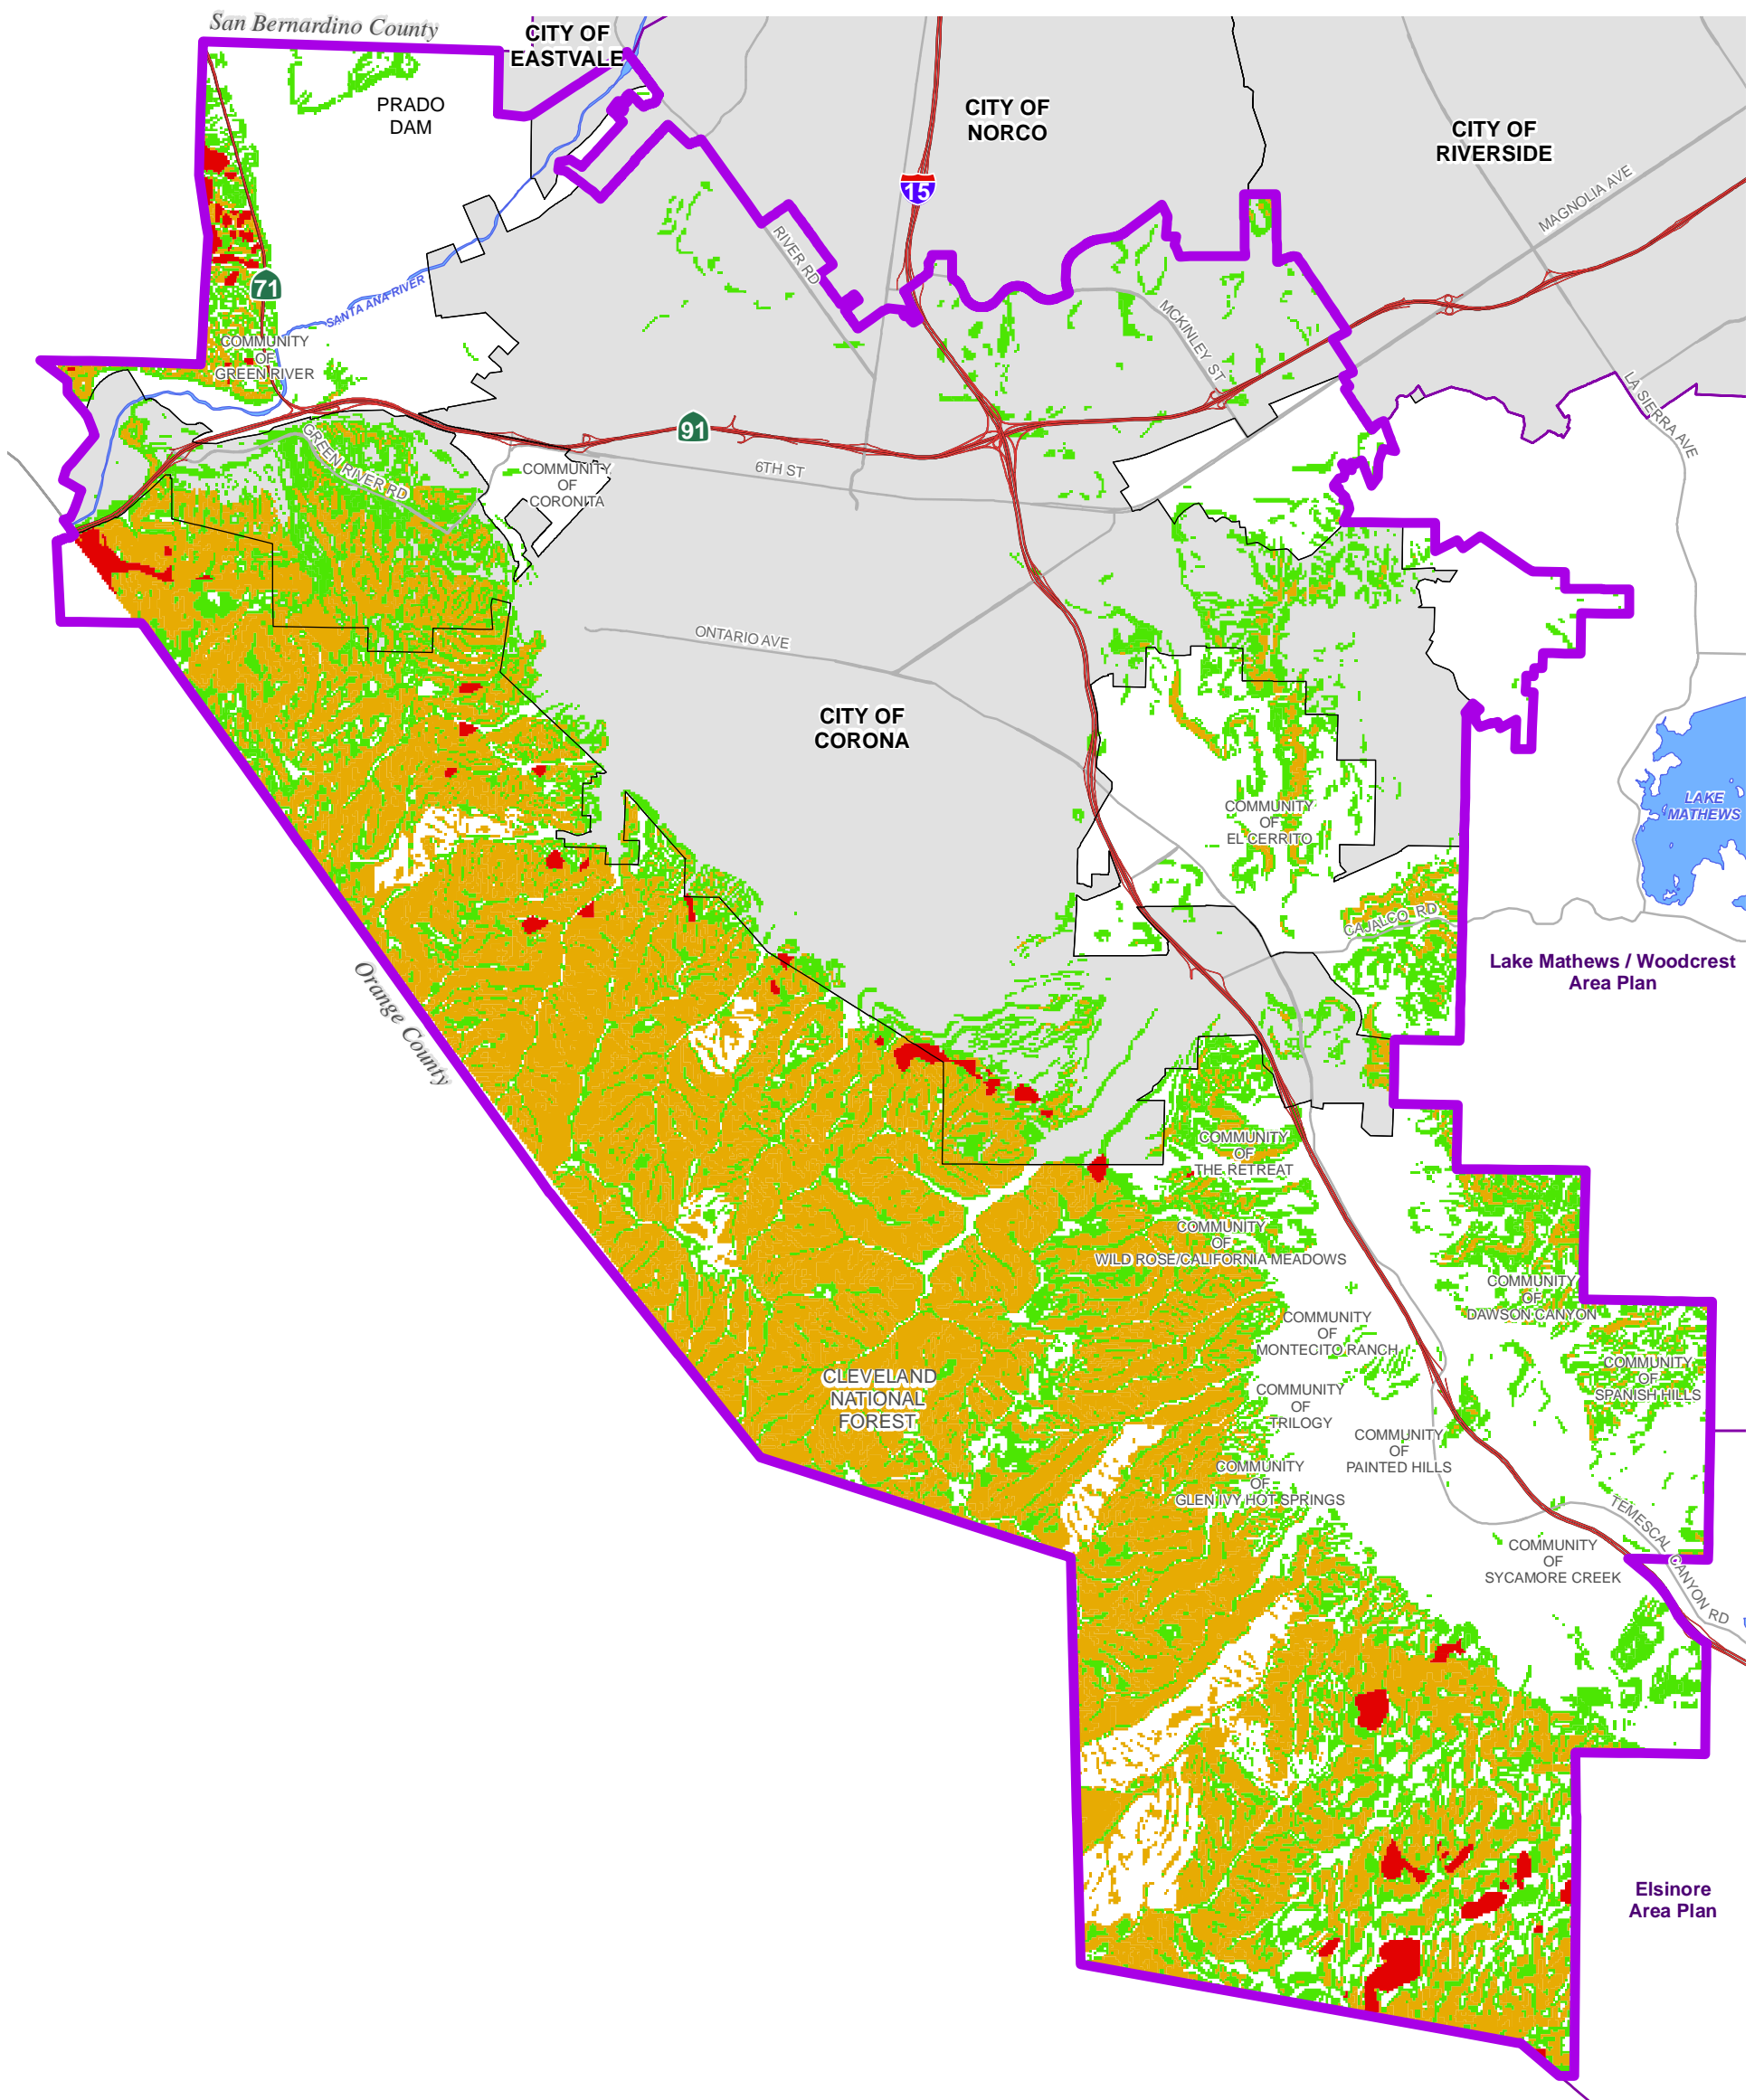 San Bernardino County
CITY OF
EASTVALE
PRADO
DAM
CITY OF
NORCO
CITY OF
RIVERSIDE
MAGNOLIA AVE
15
RIVER RD
71
SANTA ANA RIVER
MCKINLEY ST
COMMUNITY
OF
GREEN RIVER
LA SIERRA AVE
91
GREEN RIVER RD
6TH ST
COMMUNITY
OF
CORONITA
ONTARIO AVE
CITY OF
CORONA
LAKE
MATHEWS
COMMUNITY
OF
EL CERRITO
CAJALCO RD
Lake Mathews / Woodcrest
Area Plan
Orange County
COMMUNITY
OF
THE RETREAT
COMMUNITY
OF
WILD ROSE/CALIFORNIA MEADOWS
COMMUNITY
OF
DAWSON CANYON
COMMUNITY
OF
MONTECITO RANCH
COMMUNITY
OF
SPANISH HILLS
CLEVELAND
NATIONAL
FOREST
COMMUNITY
OF
TRILOGY
COMMUNITY
OF
PAINTED HILLS
COMMUNITY
OF
GLEN IVY HOT SPRINGS
TEMESCAL CANYON RD
COMMUNITY
OF
SYCAMORE CREEK
Elsinore
Area Plan